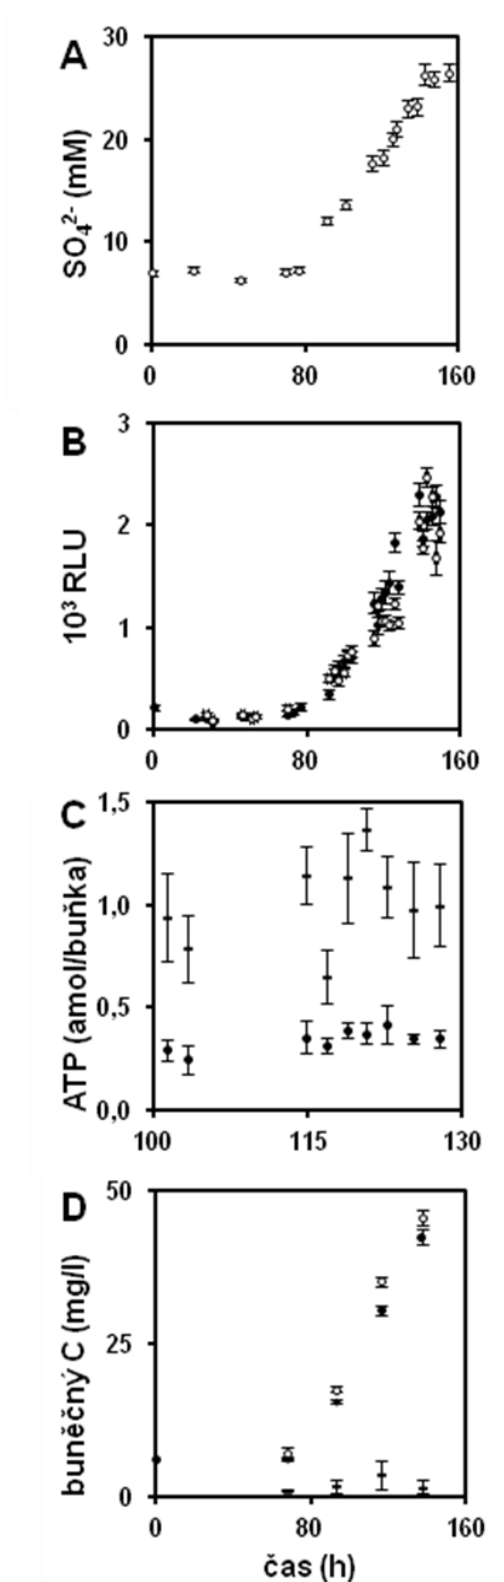 A
SO₄²⁻ (mM)
30
20
10
0
0 80 160
B
10³ RLU
3
2
1
0
0 80 160
C
ATP (amol/buňka)
1,5
1,0
0,5
0,0
100 115 130
D
buněčný C (mg/l)
50
25
0
0 80 160
čas (h)